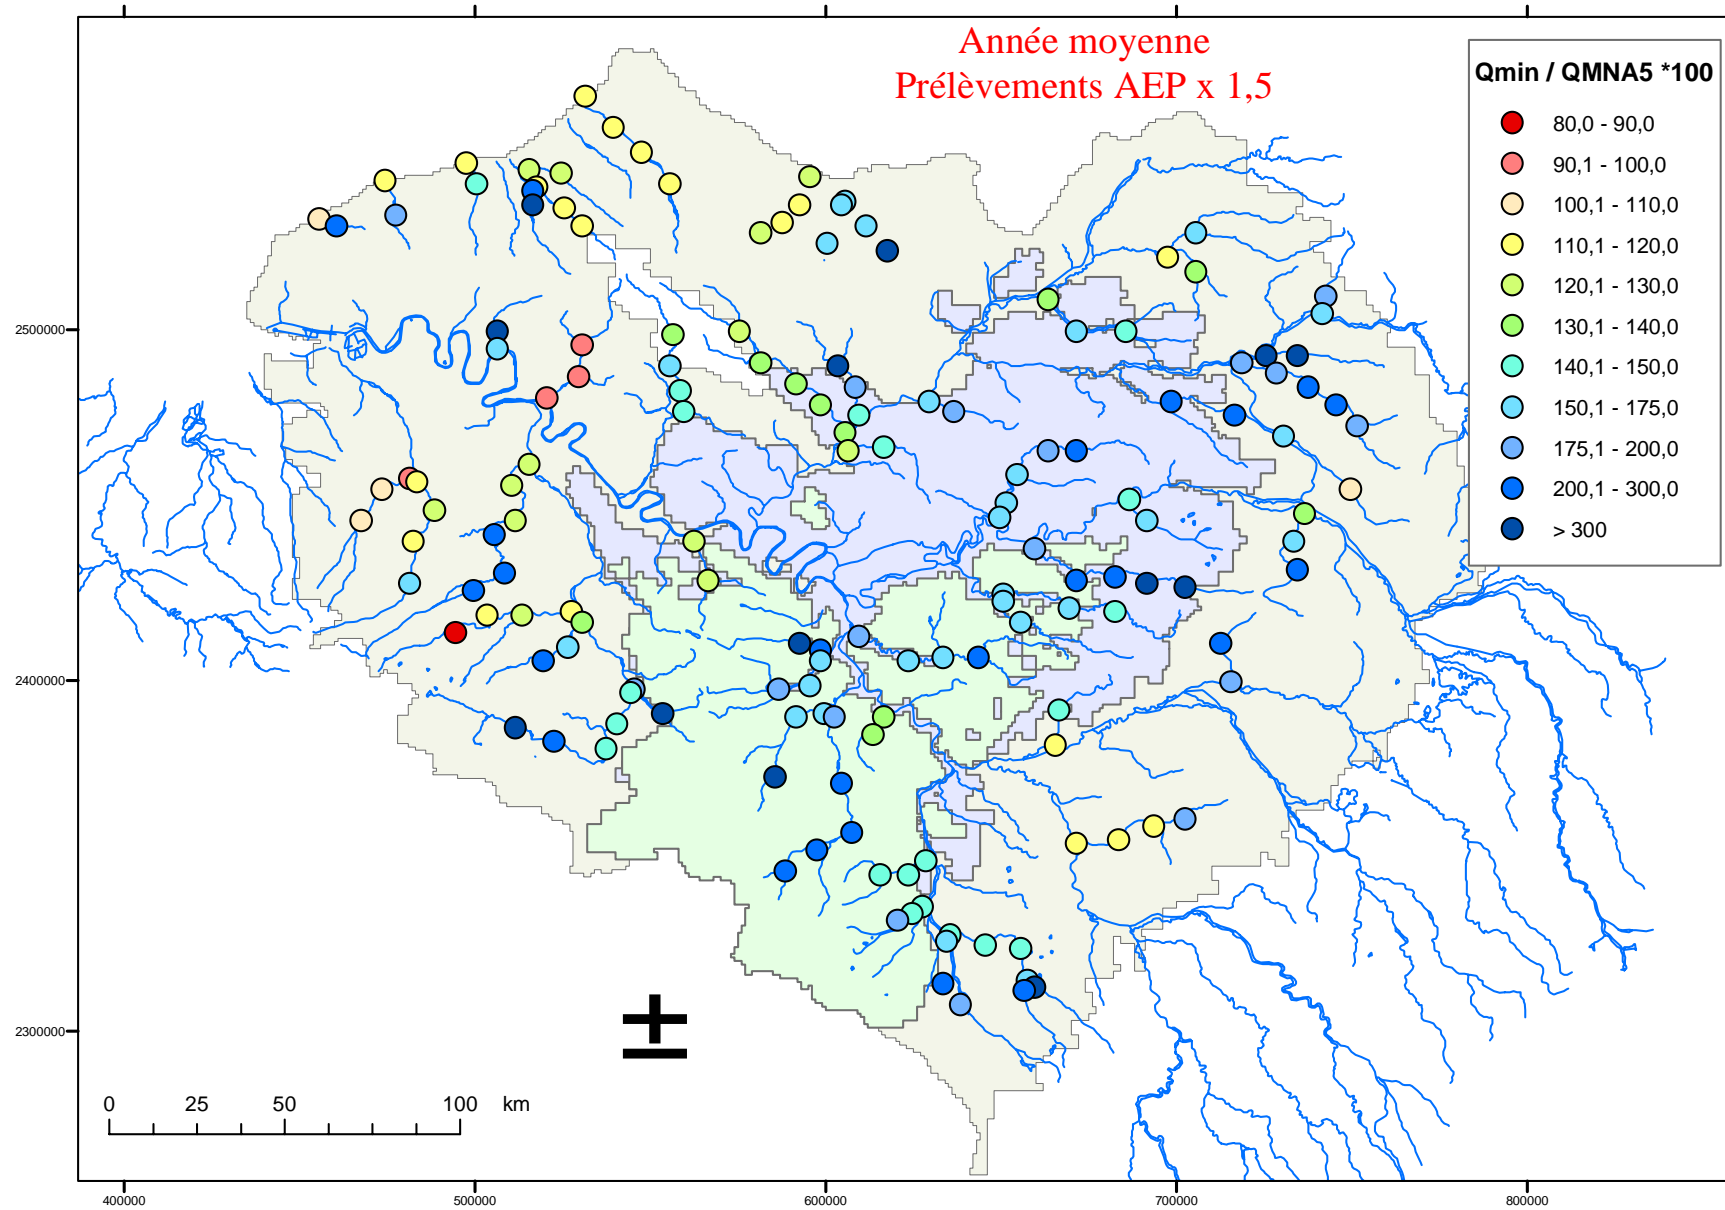 Année moyenne
Prélèvements AEP x 1,5
Qmin / QMNA5 *100
80,0 - 90,0
90,1 - 100,0
100,1 - 110,0
110,1 - 120,0
120,1 - 130,0
130,1 - 140,0
140,1 - 150,0
150,1 - 175,0
175,1 - 200,0
200,1 - 300,0
> 300
2500000
2400000
2300000
0 25 50 100 km
400000 500000 600000 700000 800000